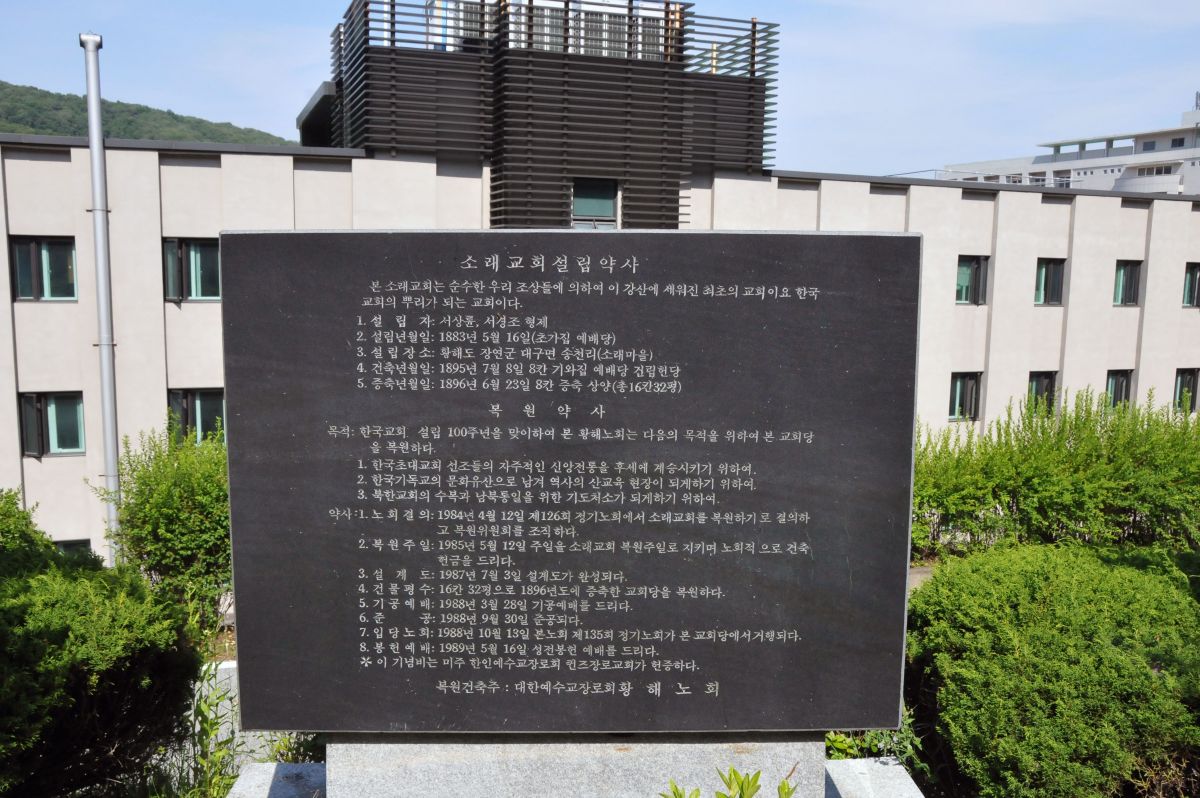 소래교회설립약사
본 소래교회는 순수한 우리 조상들에 의하여 이 강산에 세워진 최초의 교회이요 한국
교회의 뿌리가 되는 교회이다.
1. 설 립 자: 서상륜, 서경조 형제
2. 설립년월일: 1883년 5월 16일(초가집 예배당)
3. 설립장소: 황해도 장연군 대구면 송천리(소래마을)
4. 건축년월일: 1895년 7월 8일 8칸 기와집 예배당 건립헌당
5. 증축년월일: 1896년 6월 23일 8칸 증축 상양(총16칸32평)
복 원 약 사
목적: 한국교회 설립 100주년을 맞이하여 본 황해노회는 다음의 목적을 위하여 본 교회당
을 복원하다.
1. 한국초대교회 선조들의 자주적인 신앙전통을 후세에 계승시키기 위하여.
2. 한국기독교의 문화유산으로 남겨 역사의 산교육 현장이 되게하기 위하여.
3. 북한교회의 수복과 남북통일을 위한 기도처소가 되게하기 위하여.
약사:1. 노회결의: 1984년 4월 12일 제126회 정기노회에서 소래교회를 복원하기로 결의하
고 복원위원회를 조직하다.
2. 복원주일: 1985년 5월 12일 주일을 소래교회 복원주일로 지키며 노회적으로 건축
헌금을 드리다.
3. 설 계 도: 1987년 7월 3일 설계도가 완성되다.
4. 건물평수: 16칸 32평으로 1896년도에 증축한 교회당을 복원하다.
5. 기공예배: 1988년 3월 28일 기공예배를 드리다.
6. 준 공: 1988년 9월 30일 준공되다.
7. 입당노회: 1988년 10월 13일 본노회 제135회 정기노회가 본 교회당에서거행되다.
8. 봉헌예배: 1989년 5월 16일 성전봉헌 예배를 드리다.
※ 이 기념비는 미주 한인예수교장로회 퀸즈장로교회가 헌증하다.
복원건축주 : 대한예수교장로회 황 해 노 회